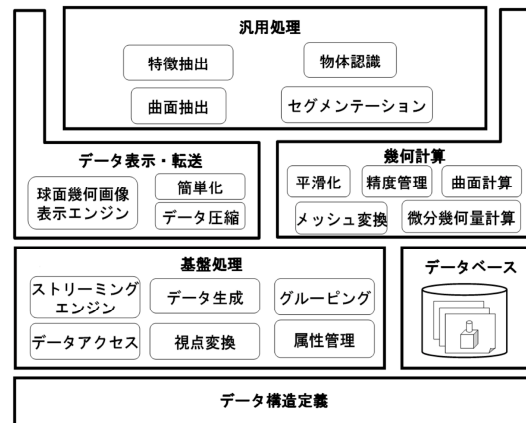 汎用処理
特徴抽出
物体認識
曲面抽出
セグメンテーション
データ表示・転送
球面幾何画像
表示エンジン
簡単化
データ圧縮
幾何計算
平滑化
精度管理
曲面計算
メッシュ変換
微分幾何量計算
基盤処理
ストリーミング
エンジン
データ生成
グルーピング
データアクセス
視点変換
属性管理
データベース
データ構造定義